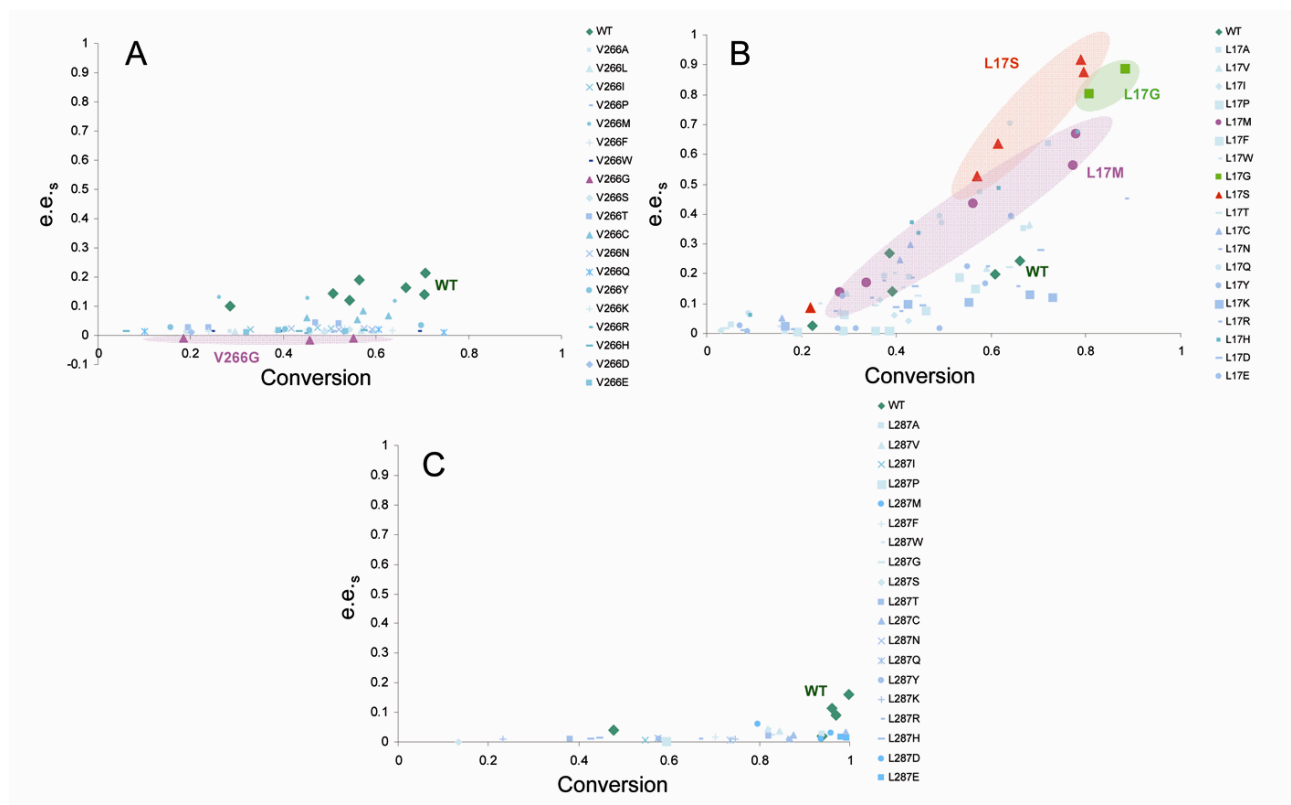 A
1
0.9
0.8
0.7
0.6
0.5
0.4
0.3
0.2
0.1
0
-0.1
e.e.s
0 0.2 0.4 0.6 0.8 1
Conversion
WT
V266G
WT
V266A
V266L
V266I
V266P
V266M
V266F
V266W
V266G
V266S
V266T
V266C
V266N
V266Q
V266Y
V266K
V266R
V266H
V266D
V266E
B
1
0.9
0.8
0.7
0.6
0.5
0.4
0.3
0.2
0.1
0
e.e.s
0 0.2 0.4 0.6 0.8 1
Conversion
L17S
L17G
L17M
WT
WT
L17A
L17V
L17I
L17P
L17M
L17F
L17W
L17G
L17S
L17T
L17C
L17N
L17Q
L17Y
L17K
L17R
L17H
L17D
L17E
C
1
0.9
0.8
0.7
0.6
0.5
0.4
0.3
0.2
0.1
0
e.e.s
0 0.2 0.4 0.6 0.8 1
Conversion
WT
WT
L287A
L287V
L287I
L287P
L287M
L287F
L287W
L287G
L287S
L287T
L287C
L287N
L287Q
L287Y
L287K
L287R
L287H
L287D
L287E